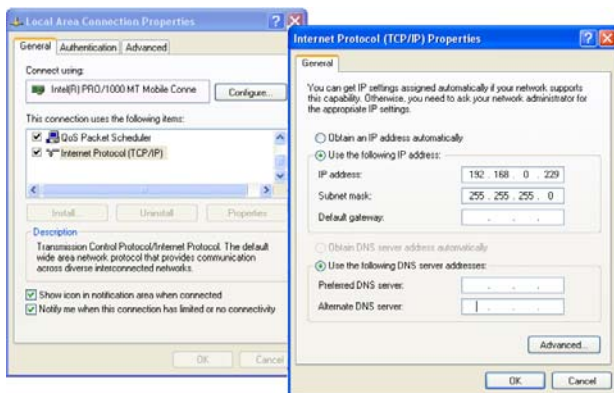 Local Area Connection Properties
General Authentication Advanced
Connect using:
Intel(R) PRO/1000 MT Mobile Conne
Configure...
This connection uses the following items:
QoS Packet Scheduler
Internet Protocol (TCP/IP)
Install...
Uninstall
Properties
Description
Transmission Control Protocol/Internet Protocol. The default
wide area network protocol that provides communication
across diverse interconnected networks.
Show icon in notification area when connected
Notify me when this connection has limited or no connectivity
OK
Cancel
Internet Protocol (TCP/IP) Properties
General
You can get IP settings assigned automatically if your network supports
this capability. Otherwise, you need to ask your network administrator for
the appropriate IP settings.
Obtain an IP address automatically
Use the following IP address:
IP address: 192 . 168 . 0 . 229
Subnet mask: 255 . 255 . 255 . 0
Default gateway: . . .
Obtain DNS server address automatically
Use the following DNS server addresses:
Preferred DNS server: . . .
Alternate DNS server: . . .
Advanced...
OK
Cancel